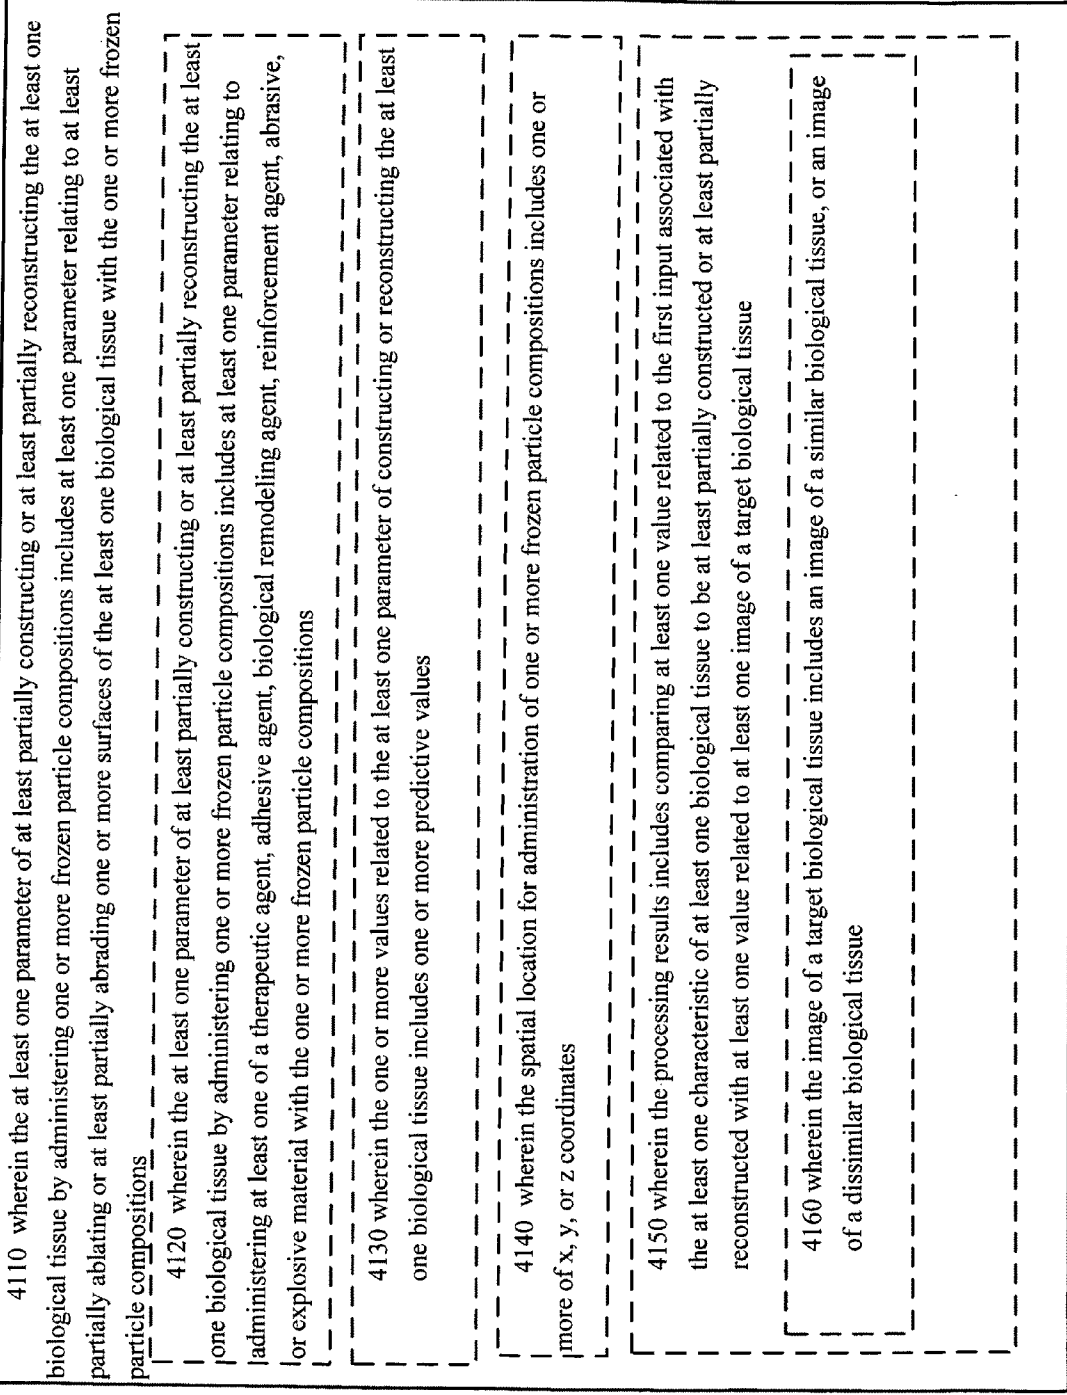 4110 wherein the at least one parameter of at least partially constructing or at least partially reconstructing the at least one
biological tissue by administering one or more frozen particle compositions includes at least one parameter relating to at least
partially ablating or at least partially abrading one or more surfaces of the at least one biological tissue with the one or more frozen
particle compositions
4120 wherein the at least one parameter of at least partially constructing or at least partially reconstructing the at least
one biological tissue by administering one or more frozen particle compositions includes at least one parameter relating to
administering at least one of a therapeutic agent, adhesive agent, biological remodeling agent, reinforcement agent, abrasive,
or explosive material with the one or more frozen particle compositions
4130 wherein the one or more values related to the at least one parameter of constructing or reconstructing the at least
one biological tissue includes one or more predictive values
4140 wherein the spatial location for administration of one or more frozen particle compositions includes one or
more of x, y, or z coordinates
4150 wherein the processing results includes comparing at least one value related to the first input associated with
the at least one characteristic of at least one biological tissue to be at least partially constructed or at least partially
reconstructed with at least one value related to at least one image of a target biological tissue
4160 wherein the image of a target biological tissue includes an image of a similar biological tissue, or an image
of a dissimilar biological tissue